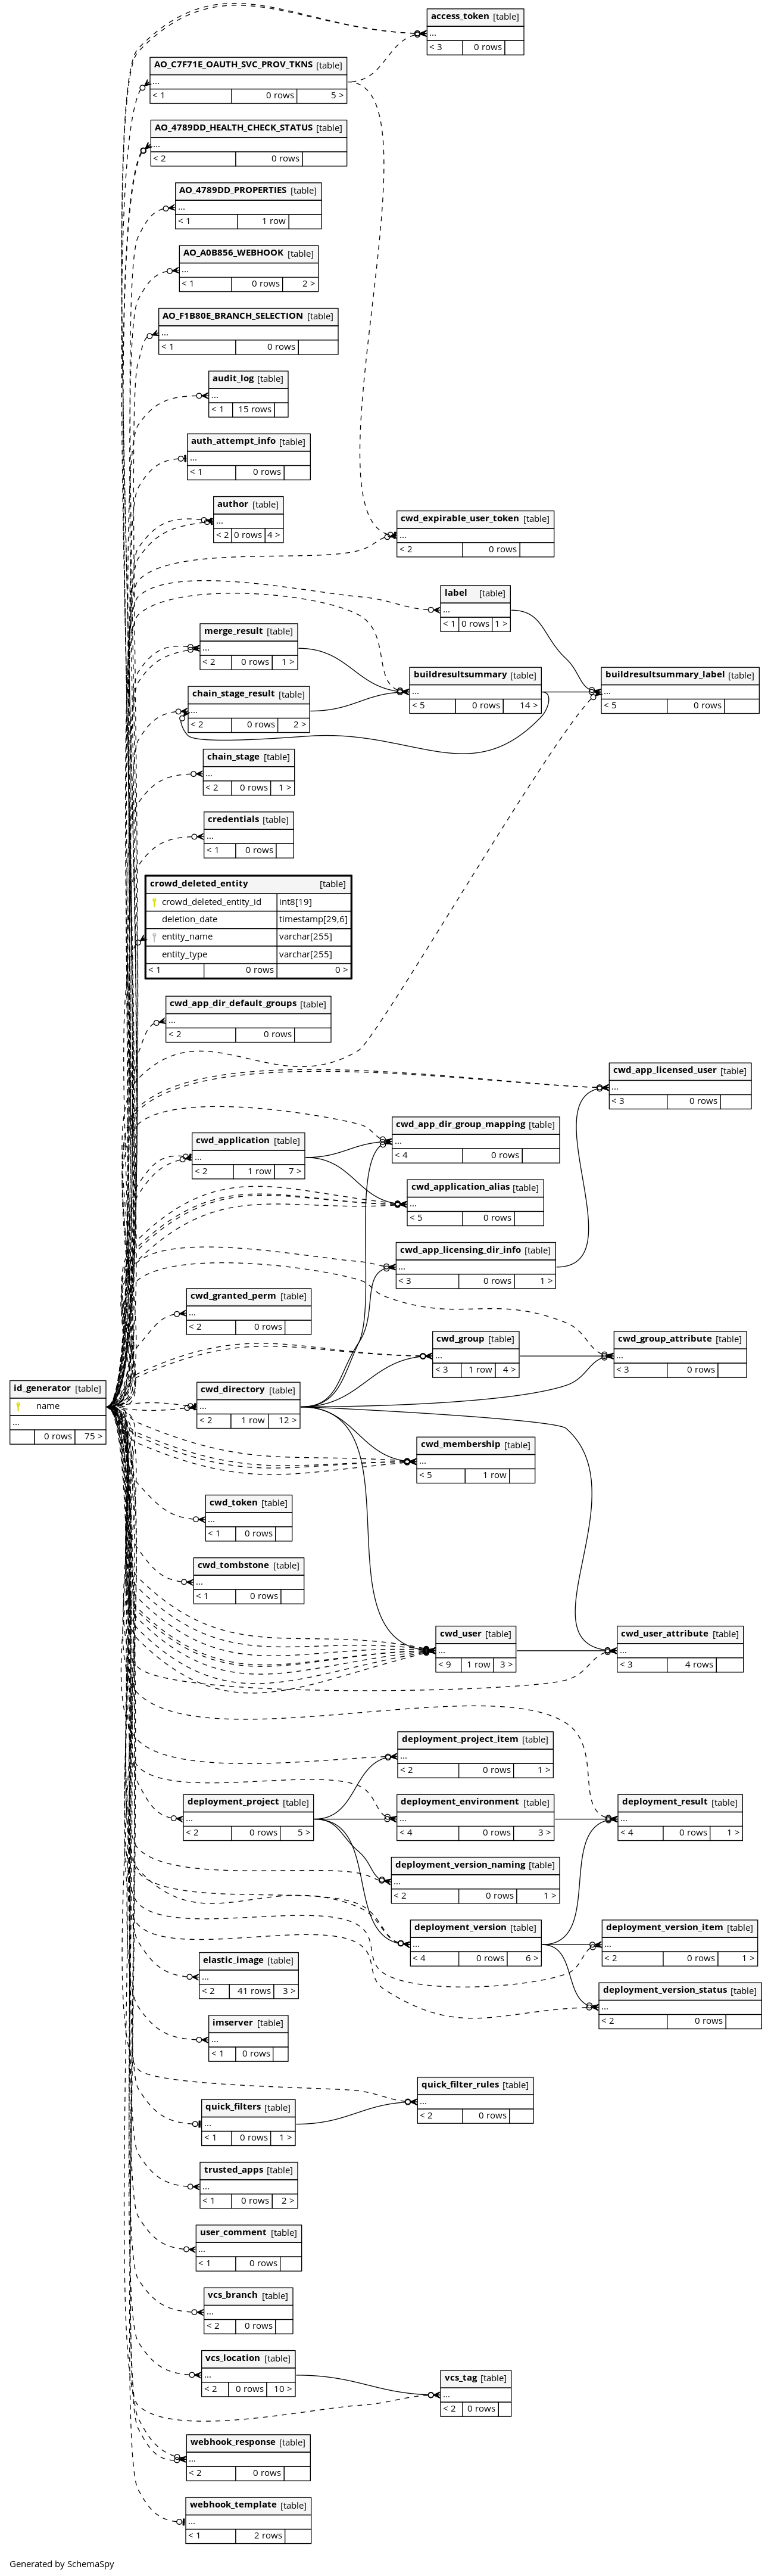 access_token [table]
...
< 3 0 rows
AO_C7F71E_OAUTH_SVC_PROV_TKNS [table]
...
< 1 0 rows 5 >
AO_4789DD_HEALTH_CHECK_STATUS [table]
...
< 2 0 rows
AO_4789DD_PROPERTIES [table]
...
< 1 1 row
AO_A0B856_WEBHOOK [table]
...
< 1 0 rows 2 >
AO_F1B80E_BRANCH_SELECTION [table]
...
< 1 0 rows
audit_log [table]
...
< 1 15 rows
auth_attempt_info [table]
...
< 1 0 rows
author [table]
...
< 2 0 rows 4 >
cwd_expirable_user_token [table]
...
< 2 0 rows
label [table]
...
< 1 0 rows 1 >
merge_result [table]
...
< 2 0 rows 1 >
buildresultsummary [table]
...
< 5 0 rows 14 >
buildresultsummary_label [table]
...
< 5 0 rows
chain_stage_result [table]
...
< 2 0 rows 2 >
chain_stage [table]
...
< 2 0 rows 1 >
credentials [table]
...
< 1 0 rows
crowd_deleted_entity [table]
crowd_deleted_entity_id int8[19]
deletion_date timestamp[29,6]
entity_name varchar[255]
entity_type varchar[255]
< 1 0 rows 0 >
cwd_app_dir_default_groups [table]
...
< 2 0 rows
cwd_app_licensed_user [table]
...
< 3 0 rows
cwd_app_dir_group_mapping [table]
...
< 4 0 rows
cwd_application [table]
...
< 2 1 row 7 >
cwd_application_alias [table]
...
< 5 0 rows
cwd_app_licensing_dir_info [table]
...
< 3 0 rows 1 >
cwd_granted_perm [table]
...
< 2 0 rows
cwd_group [table]
...
< 3 1 row 4 >
cwd_group_attribute [table]
...
< 3 0 rows
id_generator [table]
name
...
0 rows 75 >
cwd_directory [table]
...
< 2 1 row 12 >
cwd_membership [table]
...
< 5 1 row
cwd_token [table]
...
< 1 0 rows
cwd_tombstone [table]
...
< 1 0 rows
cwd_user [table]
...
< 9 1 row 3 >
cwd_user_attribute [table]
...
< 3 4 rows
deployment_project_item [table]
...
< 2 0 rows 1 >
deployment_project [table]
...
< 2 0 rows 5 >
deployment_environment [table]
...
< 4 0 rows 3 >
deployment_result [table]
...
< 4 0 rows 1 >
deployment_version_naming [table]
...
< 2 0 rows 1 >
deployment_version [table]
...
< 4 0 rows 6 >
deployment_version_item [table]
...
< 2 0 rows 1 >
elastic_image [table]
...
< 2 41 rows 3 >
deployment_version_status [table]
...
< 2 0 rows
imserver [table]
...
< 1 0 rows
quick_filter_rules [table]
...
< 2 0 rows
quick_filters [table]
...
< 1 0 rows 1 >
trusted_apps [table]
...
< 1 0 rows 2 >
user_comment [table]
...
< 1 0 rows
vcs_branch [table]
...
< 2 0 rows
vcs_location [table]
...
< 2 0 rows 10 >
vcs_tag [table]
...
< 2 0 rows
webhook_response [table]
...
< 2 0 rows
webhook_template [table]
...
< 1 2 rows
Generated by SchemaSpy